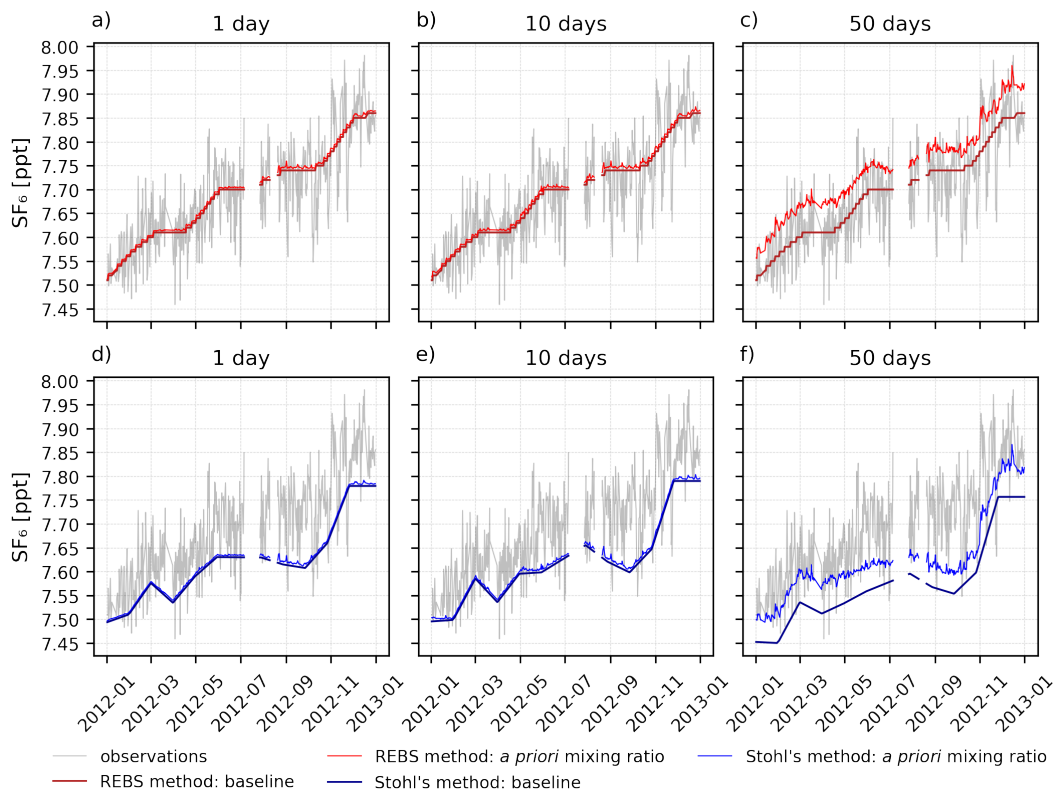 a) 1 day
b) 10 days
c) 50 days
8.00
7.95
7.90
7.85
7.80
7.75
7.70
7.65
7.60
7.55
7.50
7.45
SF₆ [ppt]
d) 1 day
e) 10 days
f) 50 days
8.00
7.95
7.90
7.85
7.80
7.75
7.70
7.65
7.60
7.55
7.50
7.45
SF₆ [ppt]
2012-01 2012-03 2012-05 2012-07 2012-09 2012-11 2013-01
2012-01 2012-03 2012-05 2012-07 2012-09 2012-11 2013-01
2012-01 2012-03 2012-05 2012-07 2012-09 2012-11 2013-01
observations
REBS method: baseline
REBS method: a priori mixing ratio
Stohl's method: baseline
Stohl's method: a priori mixing ratio